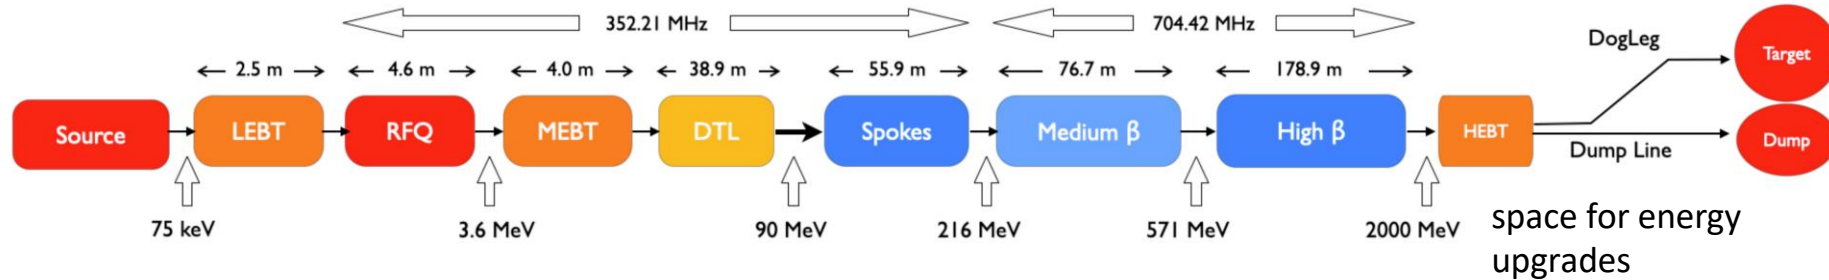 352.21 MHz
704.42 MHz
DogLeg
Target
2.5 m
4.6 m
4.0 m
38.9 m
55.9 m
76.7 m
178.9 m
Source
LEBT
RFQ
MEBT
DTL
Spokes
Medium β
High β
HEBT
Dump
Dump Line
75 keV
3.6 MeV
90 MeV
216 MeV
571 MeV
2000 MeV
space for energy
upgrades